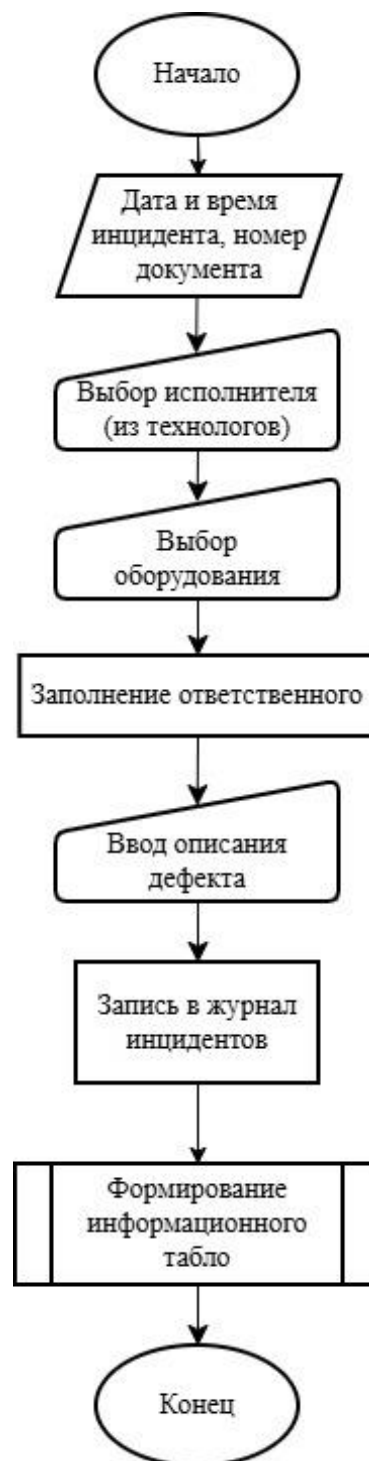 Начало
Дата и время
инцидента, номер
документа
Выбор исполнителя
(из технологов)
Выбор
оборудования
Заполнение ответственного
Ввод описания
дефекта
Запись в журнал
инцидентов
Формирование
информационного
табло
Конец